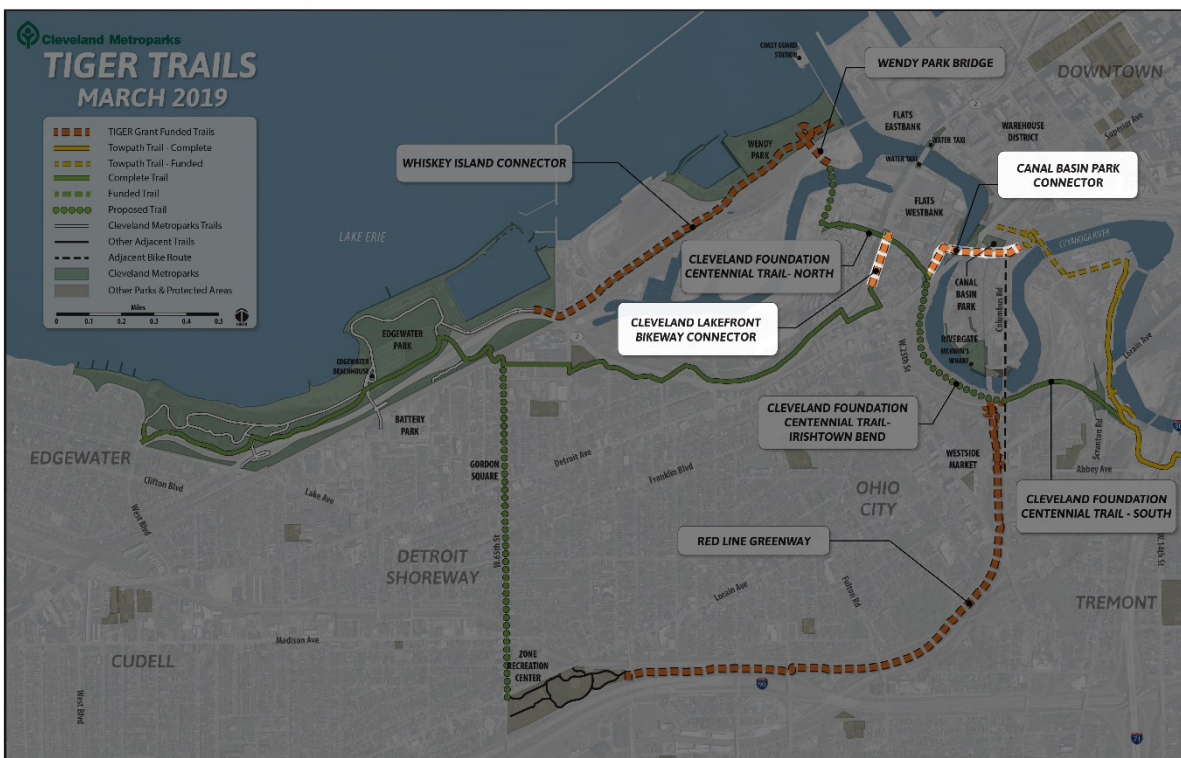 Cleveland Metroparks
TIGER TRAILS
MARCH 2019
TIGER Grant Funded Trails
Towpath Trail - Complete
Towpath Trail - Funded
Complete Trail
Funded Trail
Proposed Trail
Cleveland Metroparks Trails
Other Adjacent Trails
Adjacent Bike Route
Cleveland Metroparks
Other Parks & Protected Areas
Miles
0 0.1 0.2 0.3 0.4 0.5
COAST GUARD
STATION
WENDY PARK BRIDGE
DOWNTOWN
2
FLATS
EASTBANK
WAREHOUSE
DISTRICT
Superior Ave
WATER TAXI
WATER TAXI
WENDY
PARK
WHISKEY ISLAND CONNECTOR
CANAL BASIN PARK
CONNECTOR
FLATS
WESTBANK
LAKE ERIE
CUYAHOGA RIVER
CLEVELAND FOUNDATION
CENTENNIAL TRAIL- NORTH
CANAL
BASIN
PARK
Columbus Rd
CLEVELAND LAKEFRONT
BIKEWAY CONNECTOR
EDGEWATER
PARK
2
RIVERGATE
MERWIN'S
WHARF
W.25th St
Lorain Ave
EDGEWATER
BEACHHOUSE
CLEVELAND FOUNDATION
CENTENNIAL TRAIL-
IRISHTOWN BEND
BATTERY
PARK
Scranton Rd
EDGEWATER
Clifton Blvd
GORDON
SQUARE
Detroit Ave
Franklin Blvd
WESTSIDE
MARKET
Abbey Ave
Lake Ave
West Blvd
OHIO
CITY
CLEVELAND FOUNDATION
CENTENNIAL TRAIL - SOUTH
RED LINE GREENWAY
W.65th St
DETROIT
SHOREWAY
W.14th St
Lorain Ave
Fulton Rd
TREMONT
Madison Ave
CUDELL
ZONE
RECREATION
CENTER
90
West Blvd
71